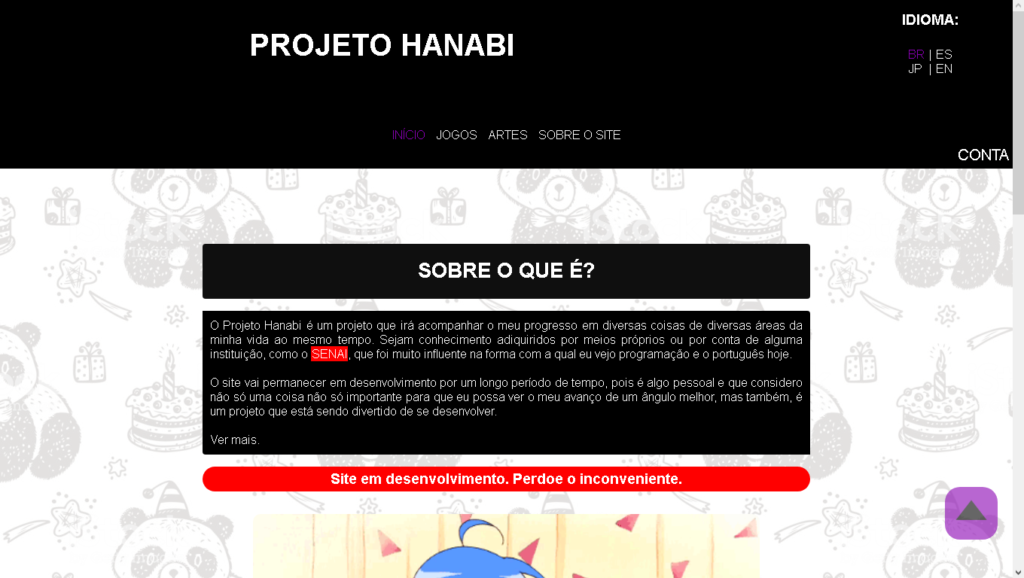 PROJETO HANABI
IDIOMA:
BR | ES
JP | EN
INÍCIO JOGOS ARTES SOBRE O SITE
CONTA
SOBRE O QUE É?
O Projeto Hanabi é um projeto que irá acompanhar o meu progresso em diversas coisas de diversas áreas da
minha vida ao mesmo tempo. Sejam conhecimento adiquiridos por meios próprios ou por conta de alguma
instituição, como o SENAI, que foi muito influente na forma com a qual eu vejo programação e o português hoje.
O site vai permanecer em desenvolvimento por um longo período de tempo, pois é algo pessoal e que considero
não só uma coisa não só importante para que eu possa ver o meu avanço de um ângulo melhor, mas também, é
um projeto que está sendo divertido de se desenvolver.
Ver mais.
Site em desenvolvimento. Perdoe o inconveniente.